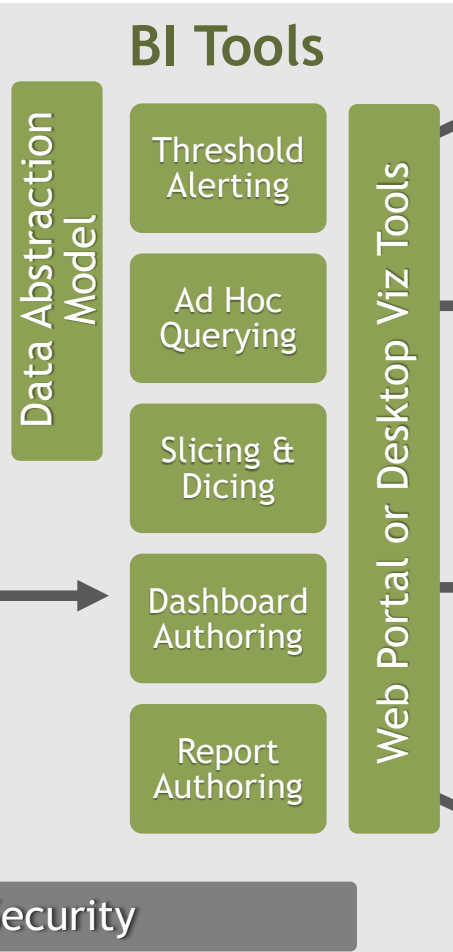 BI Tools
Data Abstraction
Model
Threshold
Alerting
Ad Hoc
Querying
Slicing &
Dicing
Dashboard
Authoring
Report
Authoring
Web Portal or Desktop Viz Tools
ecurity